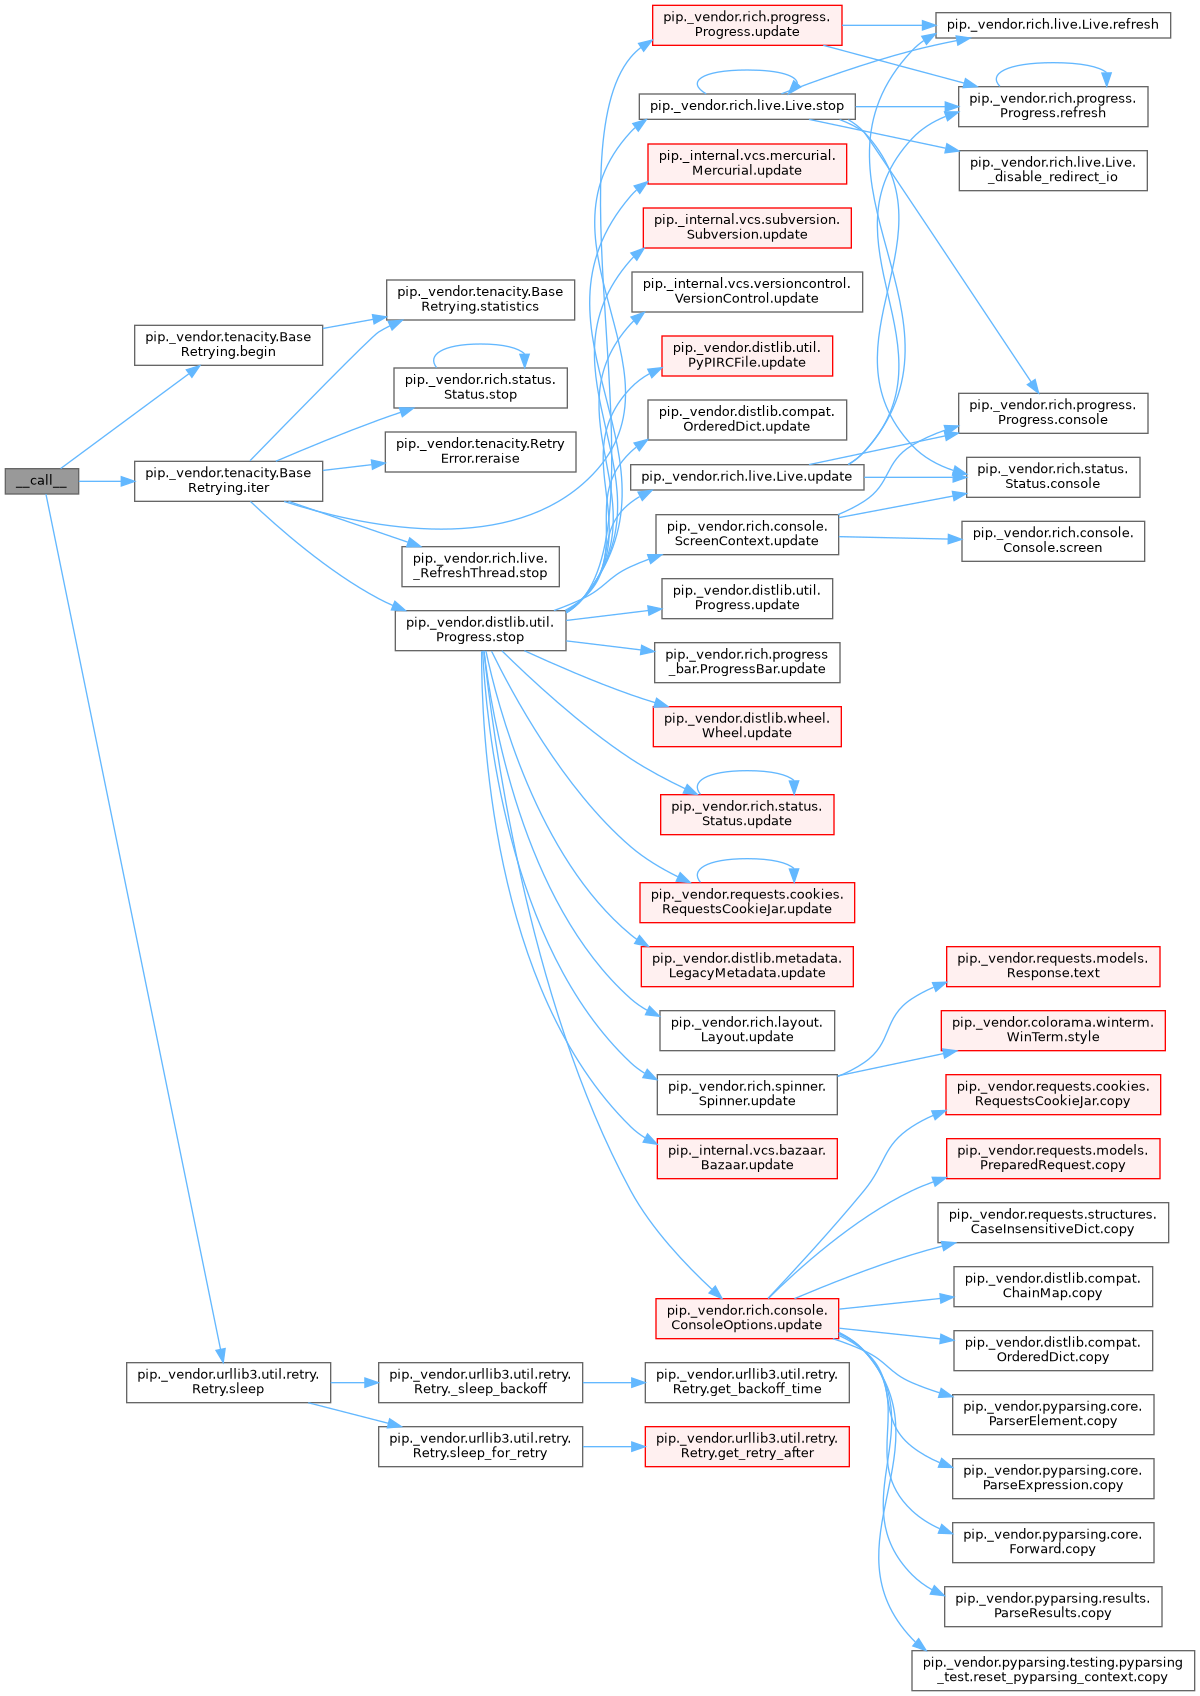 __call__
pip._vendor.tenacity.Base
Retrying.begin
pip._vendor.tenacity.Base
Retrying.iter
pip._vendor.urllib3.util.retry.
Retry.sleep
pip._vendor.tenacity.Base
Retrying.statistics
pip._vendor.rich.status.
Status.stop
pip._vendor.tenacity.Retry
Error.reraise
pip._vendor.rich.live.
_RefreshThread.stop
pip._vendor.distlib.util.
Progress.stop
pip._vendor.urllib3.util.retry.
Retry._sleep_backoff
pip._vendor.urllib3.util.retry.
Retry.sleep_for_retry
pip._vendor.rich.progress.
Progress.update
pip._vendor.rich.live.Live.stop
pip._internal.vcs.mercurial.
Mercurial.update
pip._internal.vcs.subversion.
Subversion.update
pip._internal.vcs.versioncontrol.
VersionControl.update
pip._vendor.distlib.util.
PyPIRCFile.update
pip._vendor.distlib.compat.
OrderedDict.update
pip._vendor.rich.live.Live.update
pip._vendor.rich.console.
ScreenContext.update
pip._vendor.distlib.util.
Progress.update
pip._vendor.rich.progress
_bar.ProgressBar.update
pip._vendor.distlib.wheel.
Wheel.update
pip._vendor.rich.status.
Status.update
pip._vendor.requests.cookies.
RequestsCookieJar.update
pip._vendor.distlib.metadata.
LegacyMetadata.update
pip._vendor.rich.layout.
Layout.update
pip._vendor.rich.spinner.
Spinner.update
pip._internal.vcs.bazaar.
Bazaar.update
pip._vendor.rich.console.
ConsoleOptions.update
pip._vendor.urllib3.util.retry.
Retry.get_backoff_time
pip._vendor.urllib3.util.retry.
Retry.get_retry_after
pip._vendor.rich.live.Live.refresh
pip._vendor.rich.progress.
Progress.refresh
pip._vendor.rich.live.Live.
_disable_redirect_io
pip._vendor.rich.progress.
Progress.console
pip._vendor.rich.status.
Status.console
pip._vendor.rich.console.
Console.screen
pip._vendor.requests.models.
Response.text
pip._vendor.colorama.winterm.
WinTerm.style
pip._vendor.requests.cookies.
RequestsCookieJar.copy
pip._vendor.requests.models.
PreparedRequest.copy
pip._vendor.requests.structures.
CaseInsensitiveDict.copy
pip._vendor.distlib.compat.
ChainMap.copy
pip._vendor.distlib.compat.
OrderedDict.copy
pip._vendor.pyparsing.core.
ParserElement.copy
pip._vendor.pyparsing.core.
ParseExpression.copy
pip._vendor.pyparsing.core.
Forward.copy
pip._vendor.pyparsing.results.
ParseResults.copy
pip._vendor.pyparsing.testing.pyparsing
_test.reset_pyparsing_context.copy